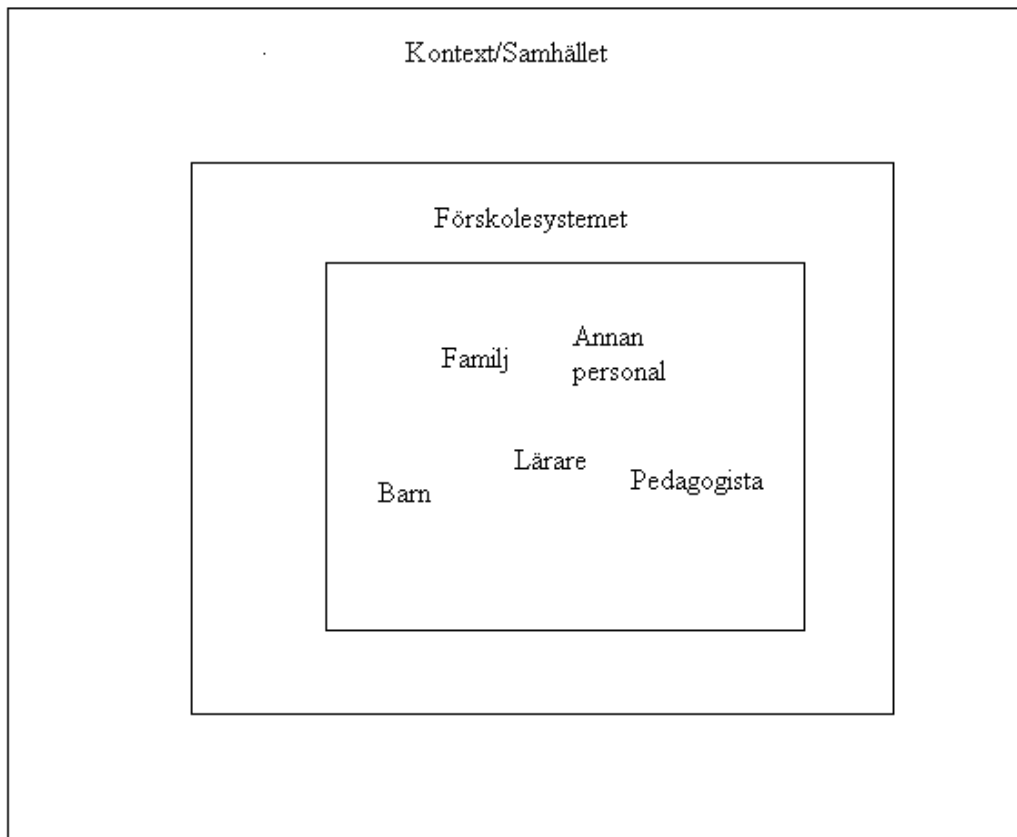 Kontext/Samhället
Förskolesystemet
Familj
Annan
personal
Lärare
Barn
Pedagogista